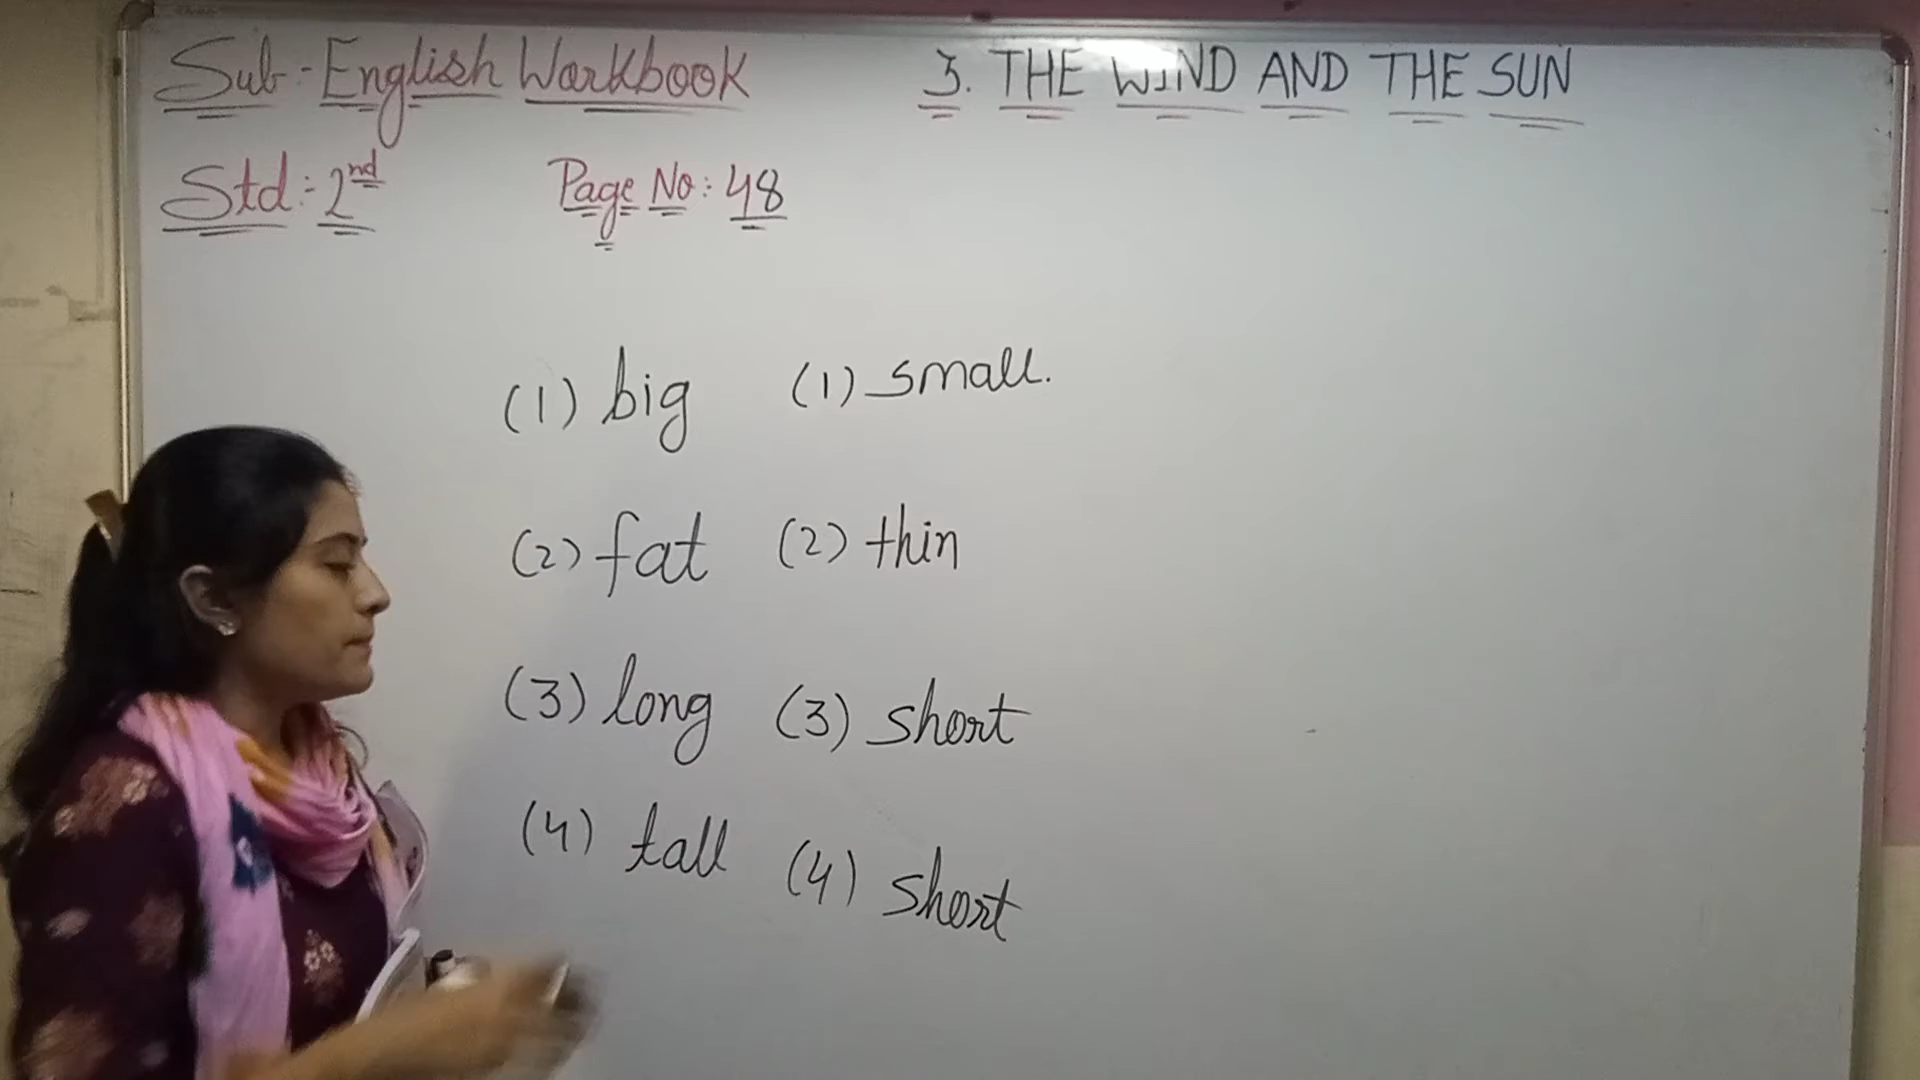 Sub:- English Workbook
3. THE WIND AND THE SUN
Std:- 2nd
Page No: 48
(1) big (1) small.
(2) fat (2) thin
(3) long (3) short
(4) tall (4) short